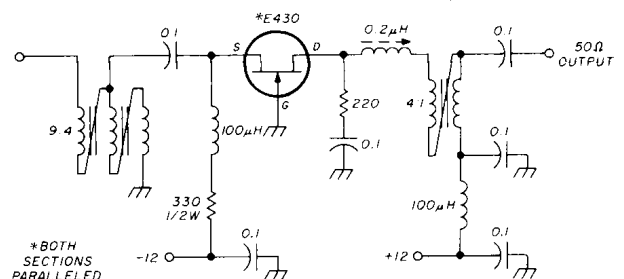 *E430
0.1
S
D
G
0.2μH
0.1
50Ω
OUTPUT
9.4
100μH
220
0.1
4:1
0.1
330
1/2W
100μH
-12
0.1
+12
0.1
*BOTH
SECTIONS
PARALLELED